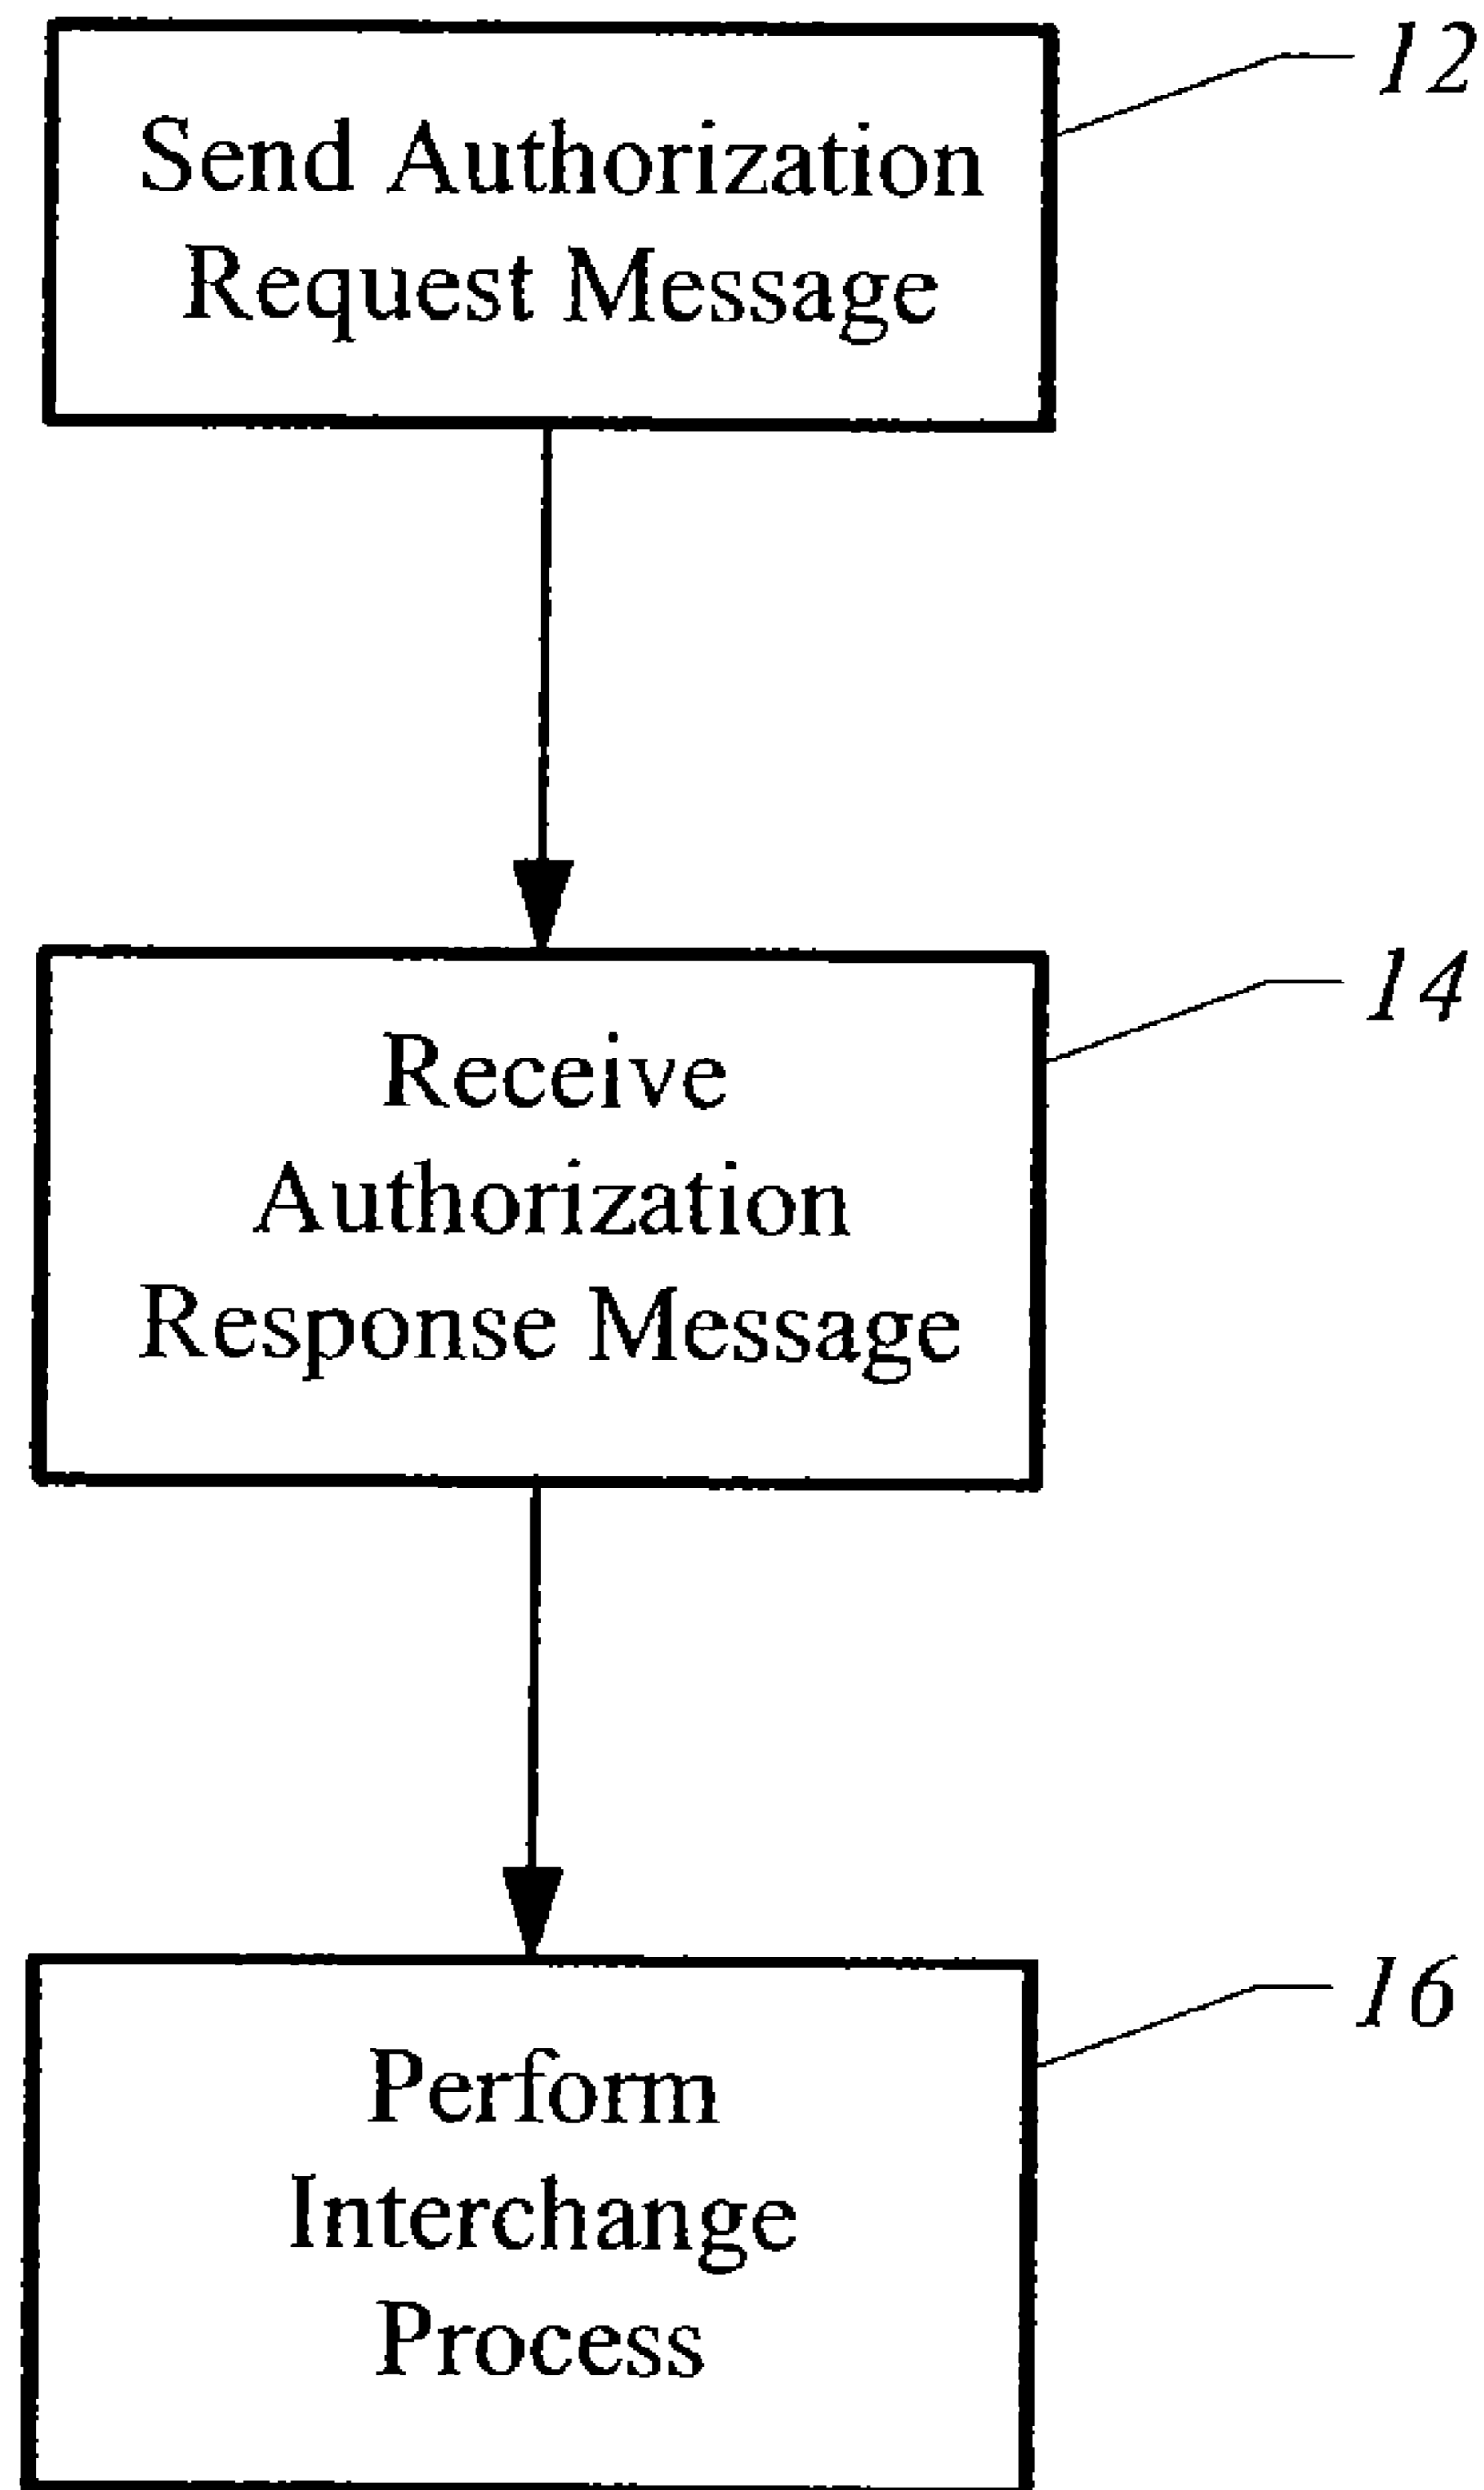 12
Send Authorization
Request Message
14
Receive
Authorization
Response Message
16
Perform
Interchange
Process